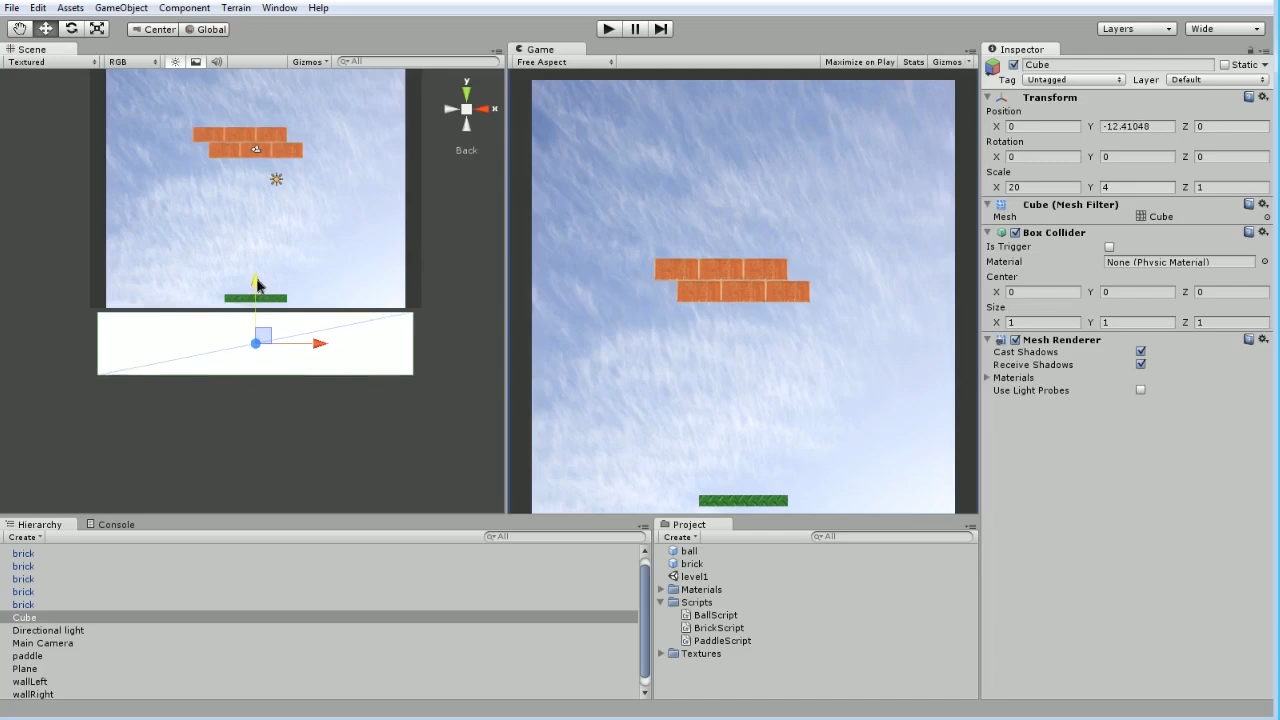 File Edit Assets GameObject Component Terrain Window Help
Center Global Layers Wide
Scene Game Inspector
Textured RGB Gizmos All Free Aspect Maximize on Play Stats Gizmos Cube Static
Tag Untagged Layer Default
y
x
Back
Transform
Position
X 0 Y -12.41048 Z 0
Rotation
X 0 Y 0 Z 0
Scale
X 20 Y 4 Z 1
Cube (Mesh Filter)
Mesh Cube
Box Collider
Is Trigger
Material None (Physic Material)
Center
X 0 Y 0 Z 0
Size
X 1 Y 1 Z 1
Mesh Renderer
Cast Shadows
Receive Shadows
Materials
Use Light Probes
Hierarchy Console
Create All
brick
brick
brick
brick
brick
Cube
Directional light
Main Camera
paddle
Plane
wallLeft
wallRight
Project
Create All
ball
brick
level1
Materials
Scripts
BallScript
BrickScript
PaddleScript
Textures